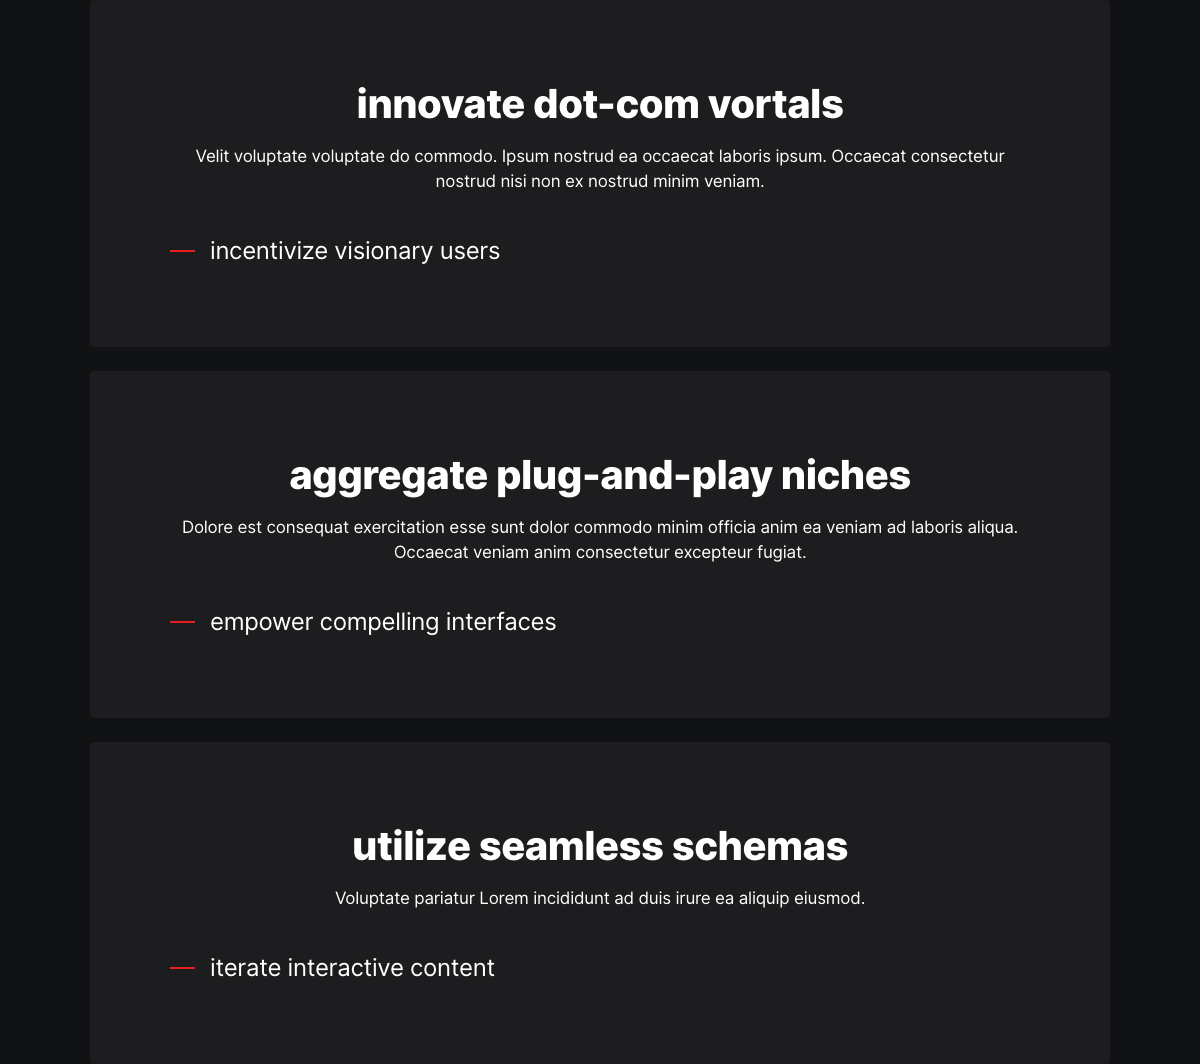 innovate dot-com vortals
Velit voluptate voluptate do commodo. Ipsum nostrud ea occaecat laboris ipsum. Occaecat consectetur
nostrud nisi non ex nostrud minim veniam.
incentivize visionary users
aggregate plug-and-play niches
Dolore est consequat exercitation esse sunt dolor commodo minim officia anim ea veniam ad laboris aliqua.
Occaecat veniam anim consectetur excepteur fugiat.
empower compelling interfaces
utilize seamless schemas
Voluptate pariatur Lorem incididunt ad duis irure ea aliquip eiusmod.
iterate interactive content